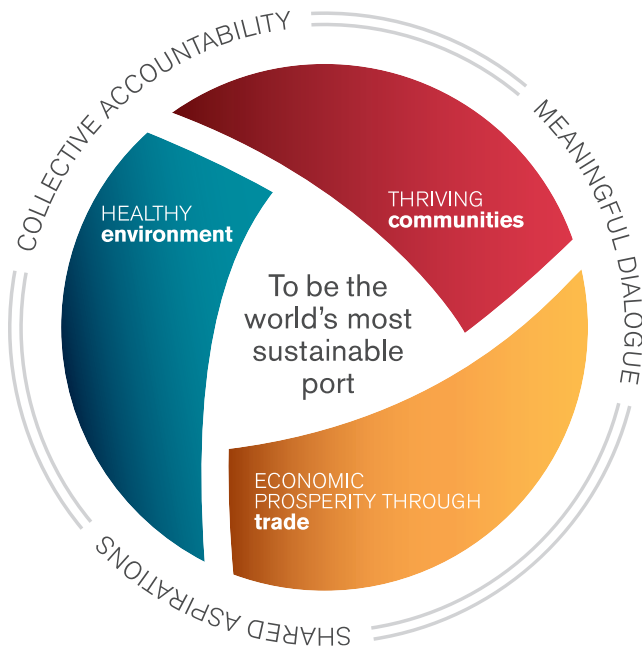 COLLECTIVE ACCOUNTABILITY
MEANINGFUL DIALOGUE
THRIVING
communities
HEALTHY
environment
To be the
world's most
sustainable
port
ECONOMIC
PROSPERITY THROUGH
trade
SHARED ASPIRATIONS